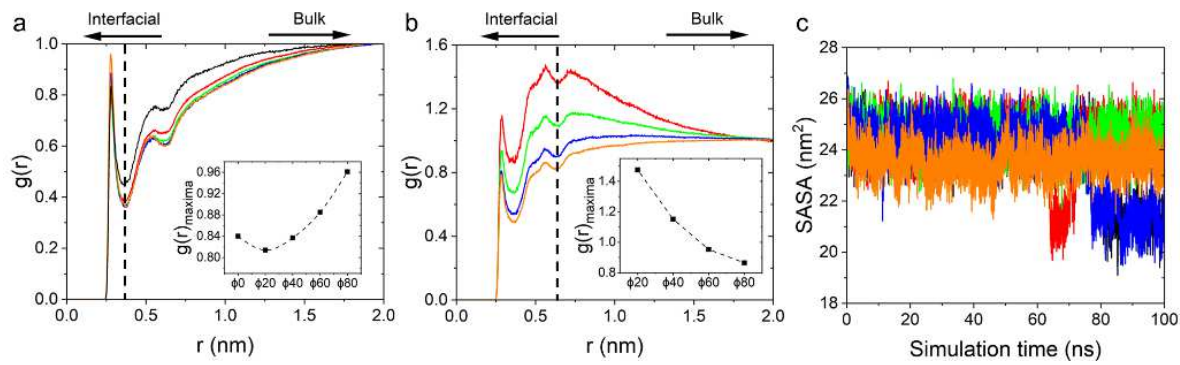 a
Interfacial
Bulk
1.0
0.8
0.6
0.4
0.2
0.0
g(r)
0.0
0.5
1.0
1.5
2.0
r (nm)
0.96
0.92
0.88
0.84
0.80
g(r)maxima
ϕ0
ϕ20
ϕ40
ϕ60
ϕ80
b
Interfacial
Bulk
1.6
1.2
0.8
0.4
0.0
g(r)
0.0
0.5
1.0
1.5
2.0
r (nm)
1.4
1.2
1.0
0.8
g(r)maxima
ϕ20
ϕ40
ϕ60
ϕ80
c
28
26
24
22
20
18
SASA (nm²)
0
20
40
60
80
100
Simulation time (ns)